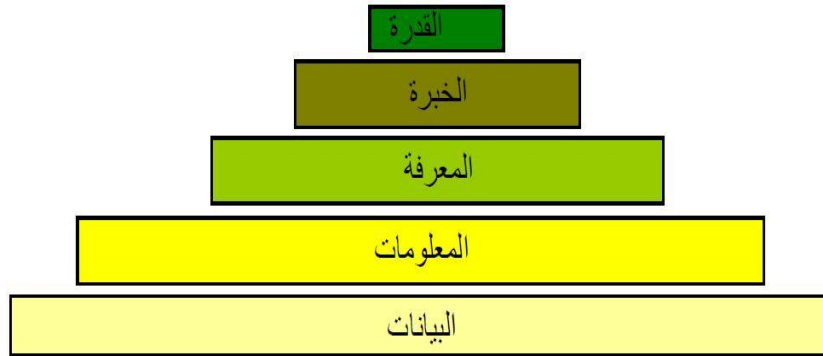 القدرة
الخبرة
المعرفة
المعلومات
البيانات